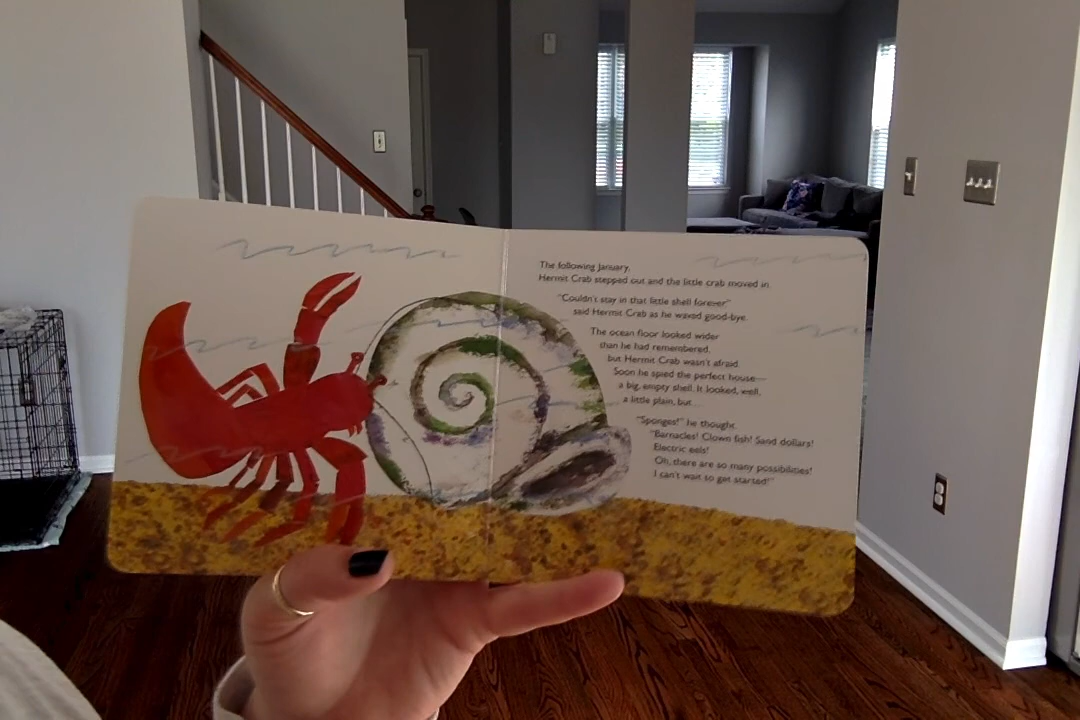 The following January,
Hermit Crab stepped out and the little crab moved in.
"Couldn't stay in that little shell forever,"
said Hermit Crab as he waved good-bye.
The ocean floor looked wider
than he had remembered,
but Hermit Crab wasn't afraid.
Soon he spied the perfect house—
a big, empty shell. It looked, well,
a little plain, but....
"Sponges!" he thought.
"Barnacles! Clown fish! Sand dollars!
Electric eels!
Oh, there are so many possibilities!
I can't wait to get started!"